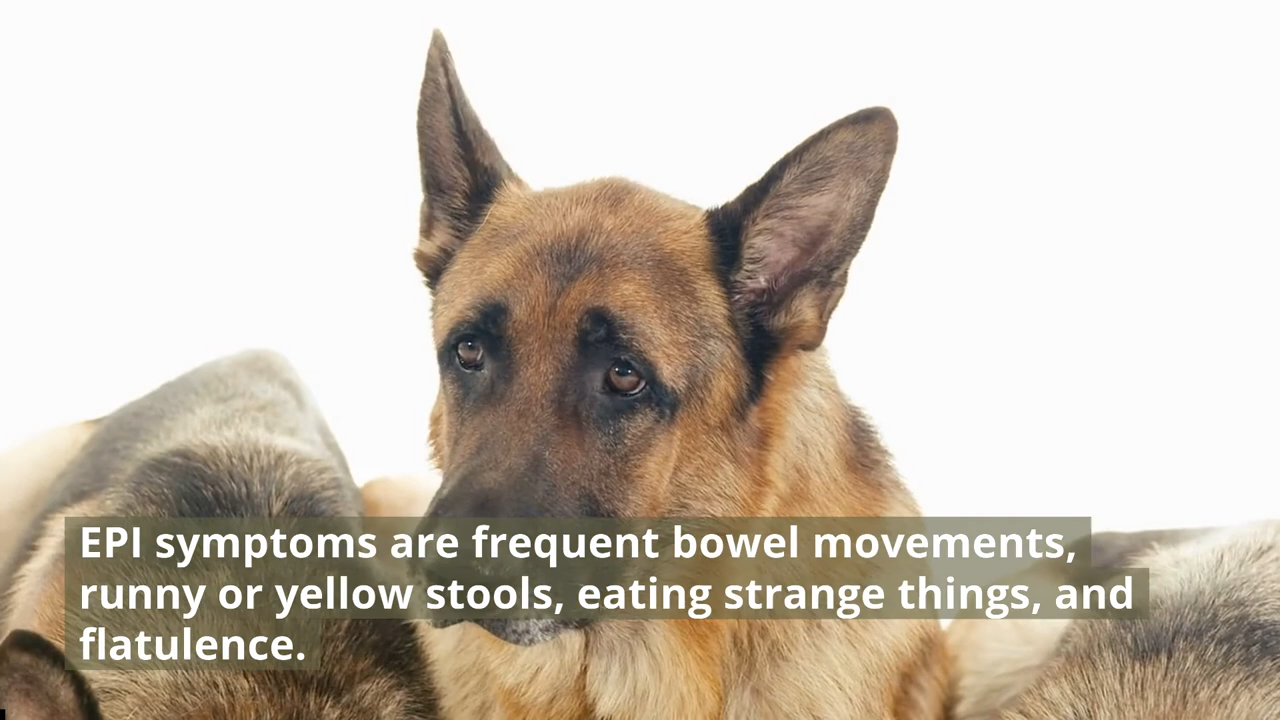 EPI symptoms are frequent bowel movements,
runny or yellow stools, eating strange things, and
flatulence.